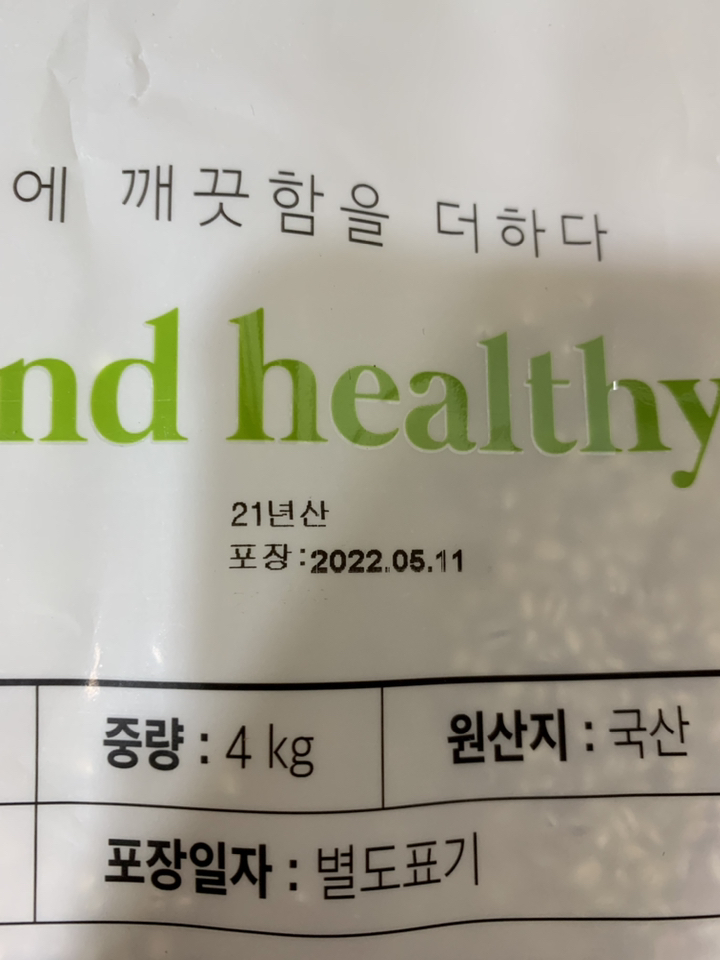 에 깨끗함을 더하다
nd healthy
21년산
포장:2022.05.11
중량 : 4 kg
원산지 : 국산
포장일자 : 별도표기